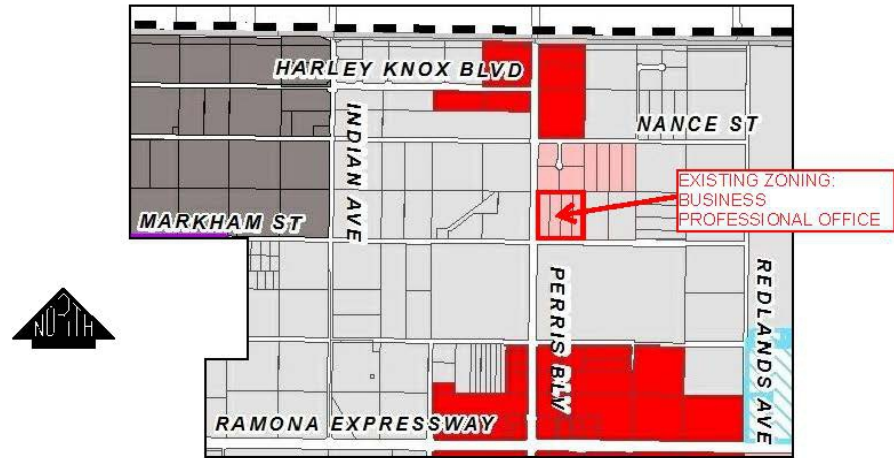 HARLEY KNOX BLVD
INDIAN AVE
NANCE ST
EXISTING ZONING:
BUSINESS
PROFESSIONAL OFFICE
MARKHAM ST
NORTH
PERRIS BLV
REDLANDS AVE
RAMONA EXPRESSWAY